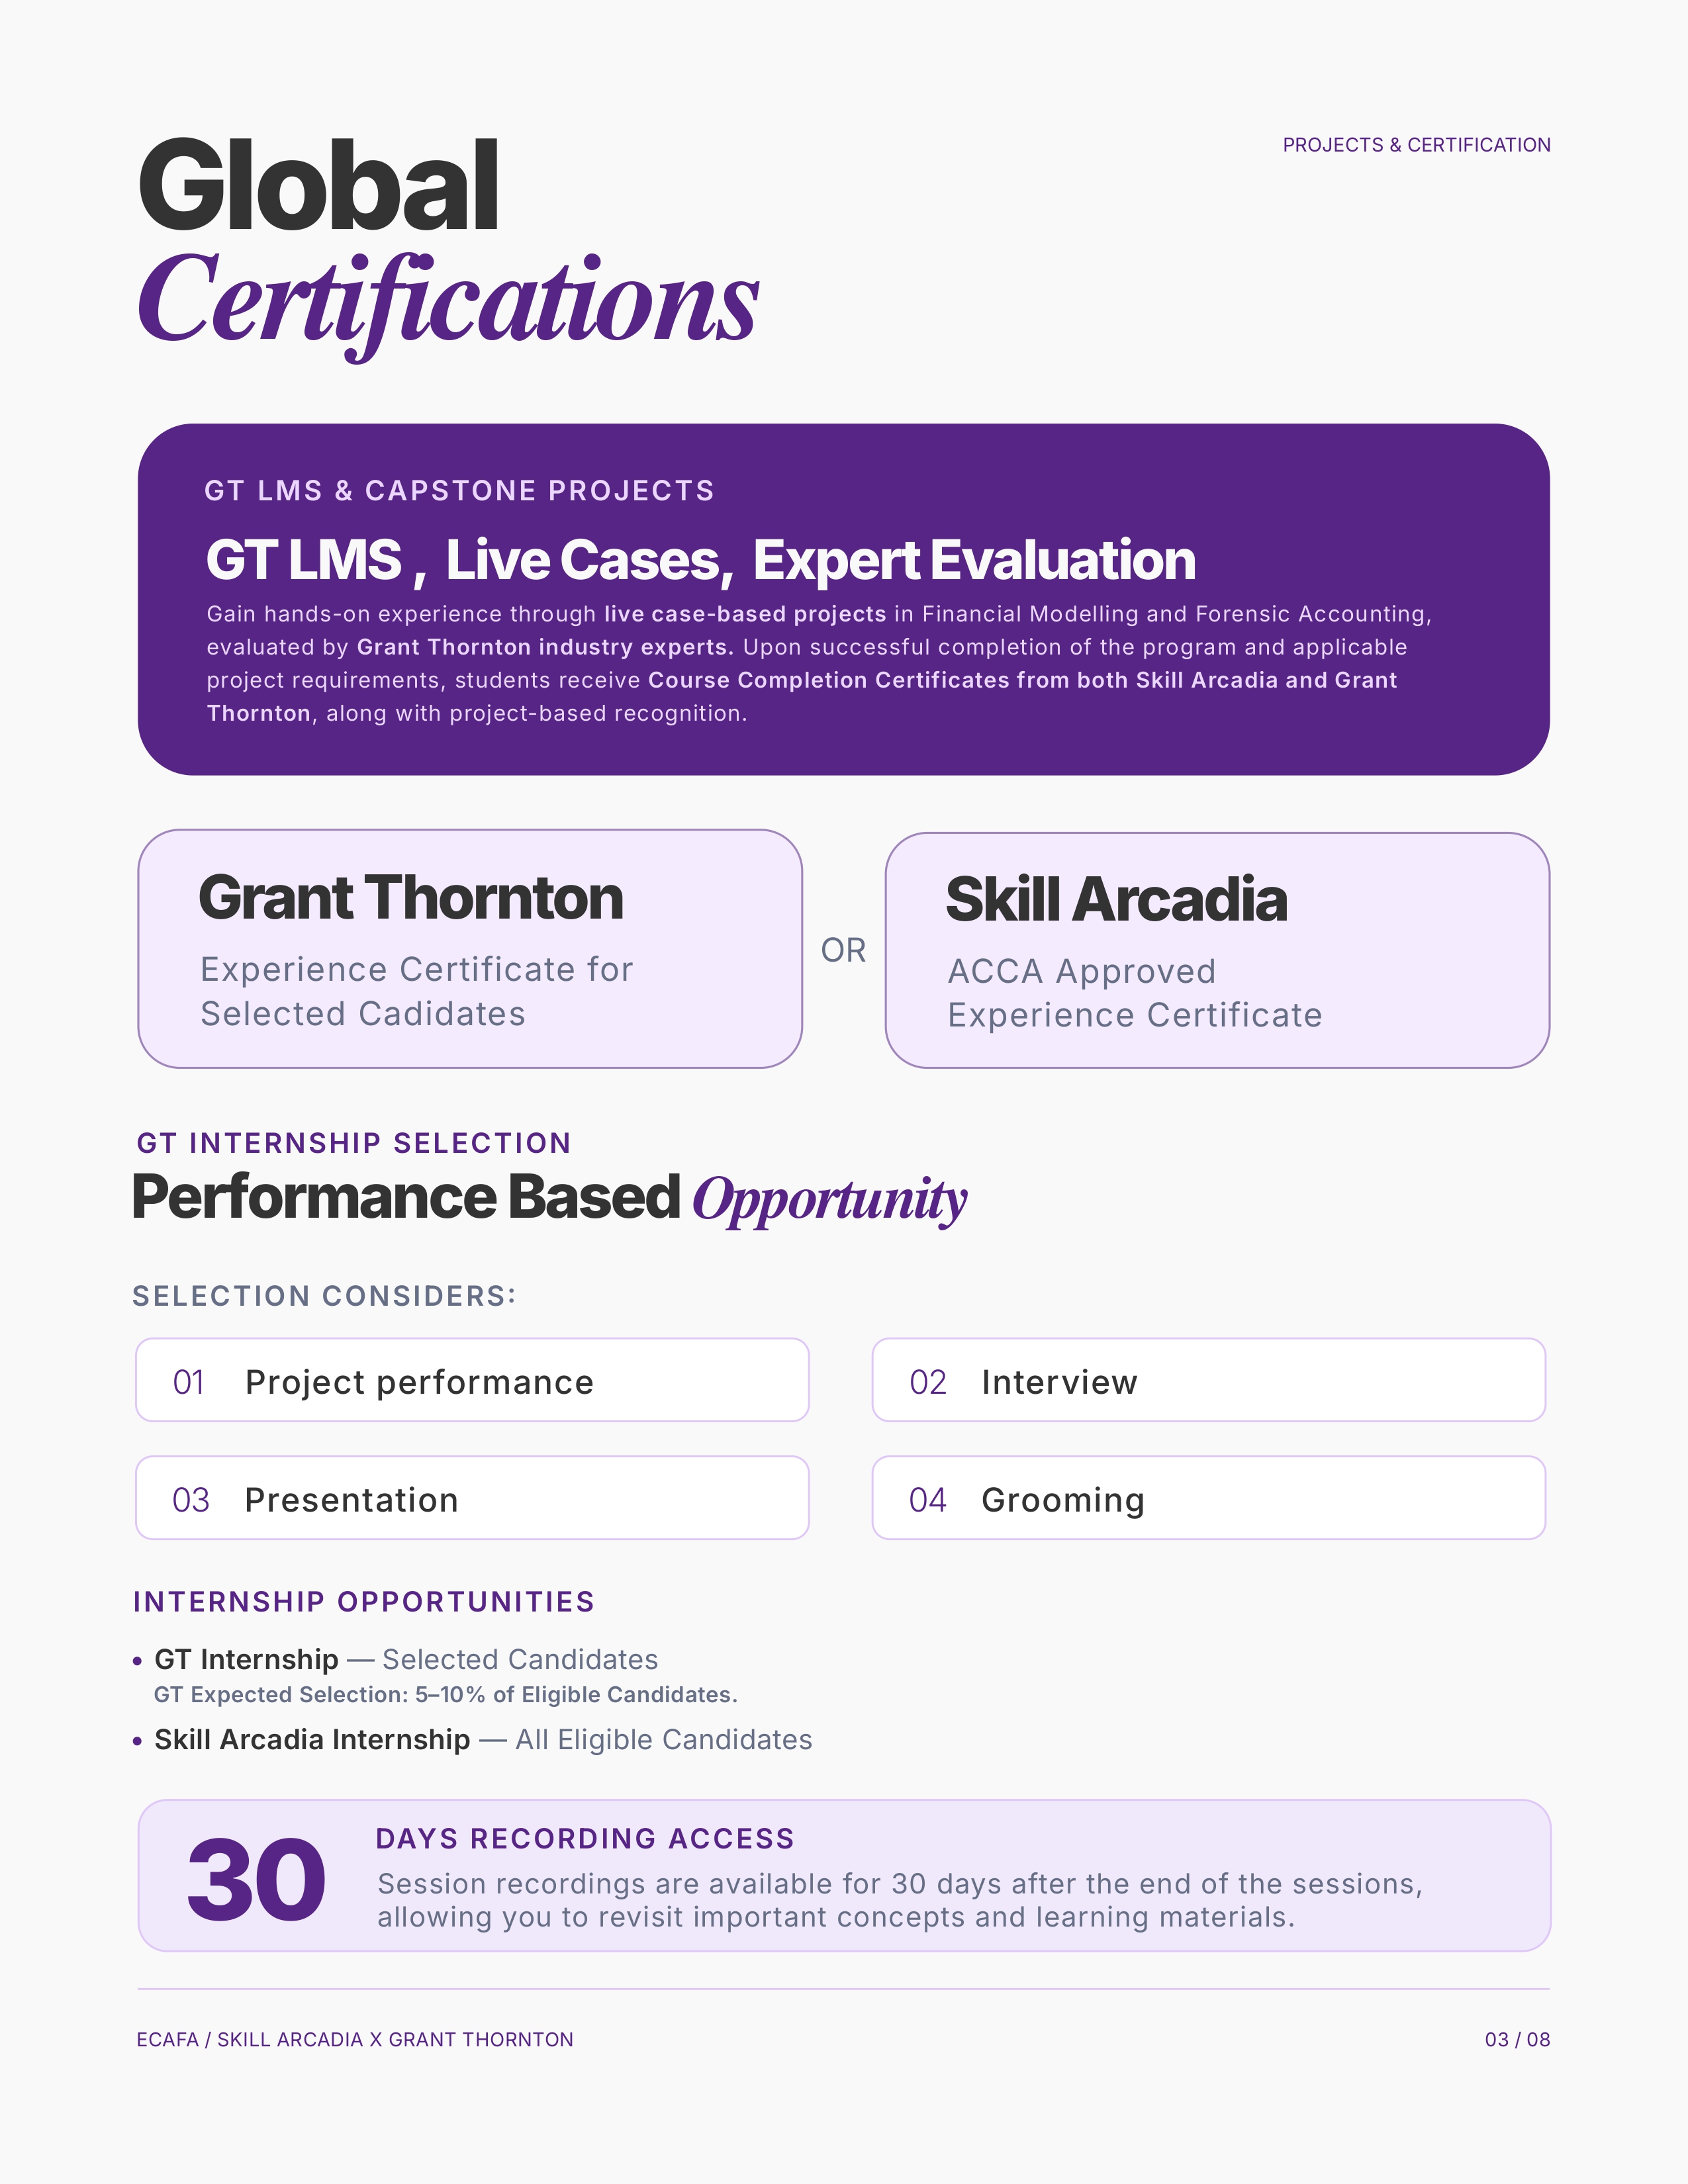 Global
PROJECTS & CERTIFICATION
Certifications
GT LMS & CAPSTONE PROJECTS
GT LMS , Live Cases, Expert Evaluation
Gain hands-on experience through live case-based projects in Financial Modelling and Forensic Accounting,
evaluated by Grant Thornton industry experts. Upon successful completion of the program and applicable
project requirements, students receive Course Completion Certificates from both Skill Arcadia and Grant
Thornton, along with project-based recognition.
Grant Thornton
Experience Certificate for
Selected Cadidates
OR
Skill Arcadia
ACCA Approved
Experience Certificate
GT INTERNSHIP SELECTION
Performance Based Opportunity
SELECTION CONSIDERS:
01 Project performance
02 Interview
03 Presentation
04 Grooming
INTERNSHIP OPPORTUNITIES
• GT Internship — Selected Candidates
GT Expected Selection: 5–10% of Eligible Candidates.
• Skill Arcadia Internship — All Eligible Candidates
30
DAYS RECORDING ACCESS
Session recordings are available for 30 days after the end of the sessions,
allowing you to revisit important concepts and learning materials.
ECAFA / SKILL ARCADIA X GRANT THORNTON
03 / 08